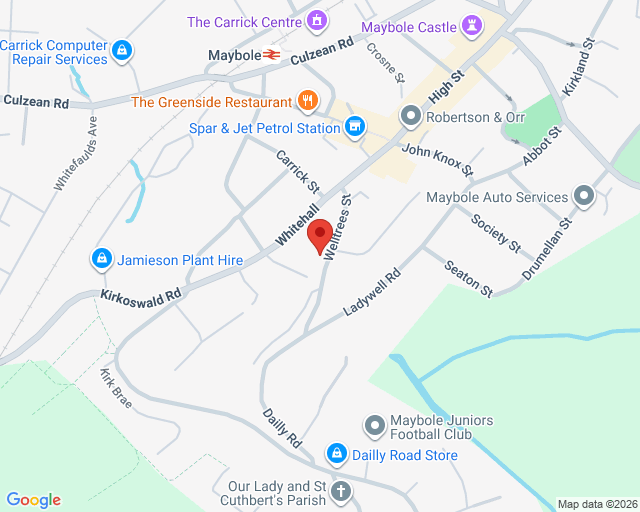 The Carrick Centre
Maybole Castle
Carrick Computer
Repair Services
Maybole
Culzean Rd
Crosne St
Kirkland St
High St
Culzean Rd
The Greenside Restaurant
Robertson & Orr
Spar & Jet Petrol Station
Abbot St
John Knox St
Whitefaulds Ave
Carrick St
Maybole Auto Services
Welltrees St
Whitehall
Society St
Drumellan St
Jamieson Plant Hire
Seaton St
Kirkoswald Rd
Ladywell Rd
Kirk Brae
Dailly Rd
Maybole Juniors
Football Club
Dailly Road Store
Our Lady and St
Cuthbert's Parish
Google
Map data ©2026